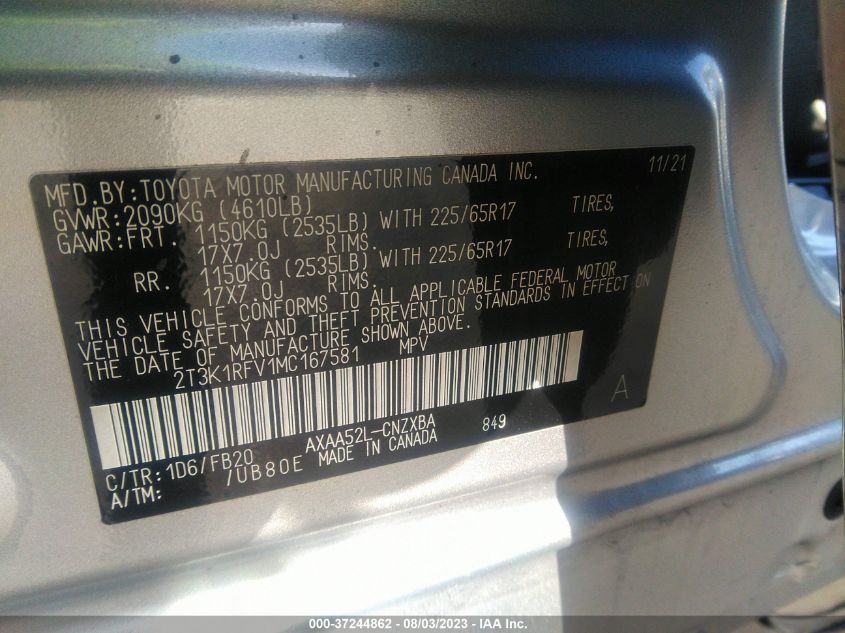 MFD.BY:TOYOTA MOTOR MANUFACTURING CANADA INC. 11/21
GVWR:2090KG (4610LB)
GAWR:FRT. 1150KG (2535LB) WITH 225/65R17 TIRES,
17X7.0J RIMS.
RR. 1150KG (2535LB) WITH 225/65R17 TIRES,
17X7.0J RIMS.
THIS VEHICLE CONFORMS TO ALL APPLICABLE FEDERAL MOTOR
VEHICLE SAFETY AND THEFT PREVENTION STANDARDS IN EFFECT ON
THE DATE OF MANUFACTURE SHOWN ABOVE.
2T3K1RFV1MC167581 MPV
A
C/TR:1D6/FB20 AXAA52L-CNZXBA 849
A/TM: /UB80E MADE IN CANADA
000-37244862 - 08/03/2023 - IAA Inc.